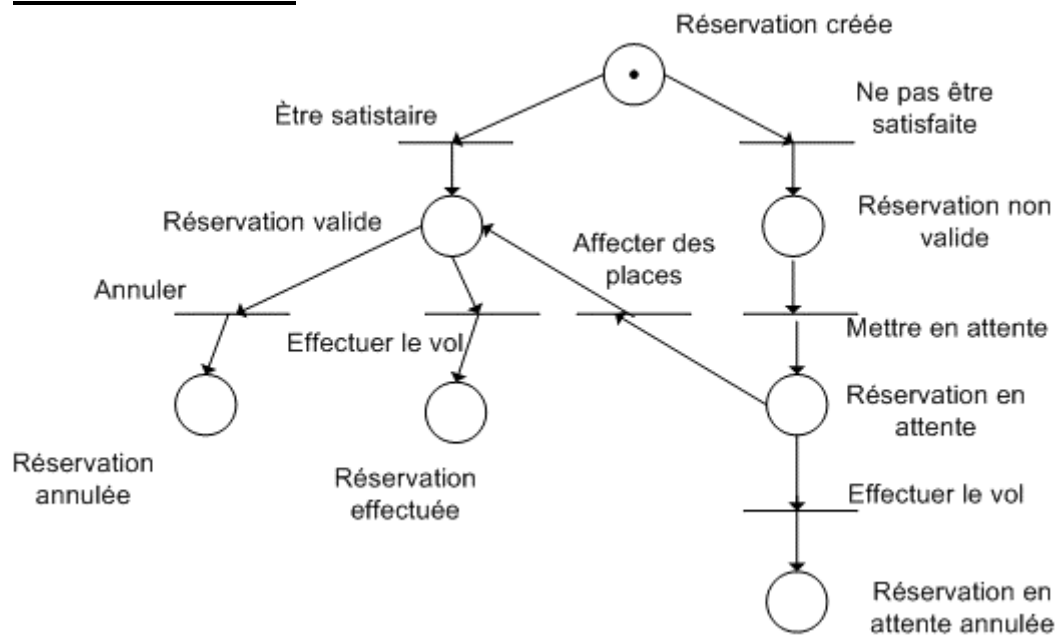 Réservation créée
Ètre satistaire
Ne pas être
satisfaite
Réservation valide
Affecter des
places
Réservation non
valide
Annuler
Effectuer le vol
Mettre en attente
Réservation en
attente
Réservation
annulée
Réservation
effectuée
Effectuer le vol
Réservation en
attente annulée